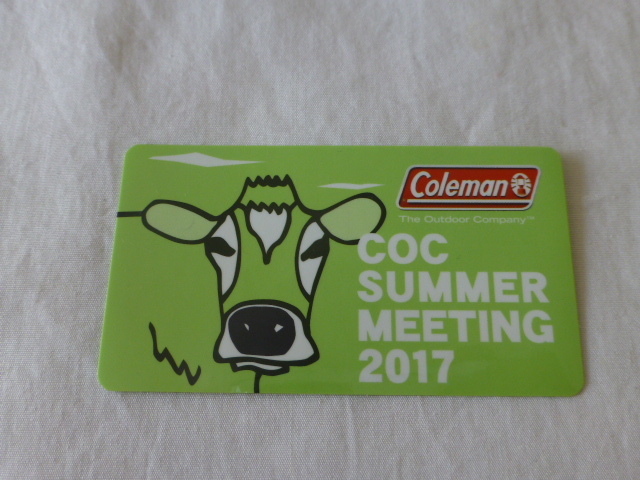 Coleman
The Outdoor Company™
COC
SUMMER
MEETING
2017